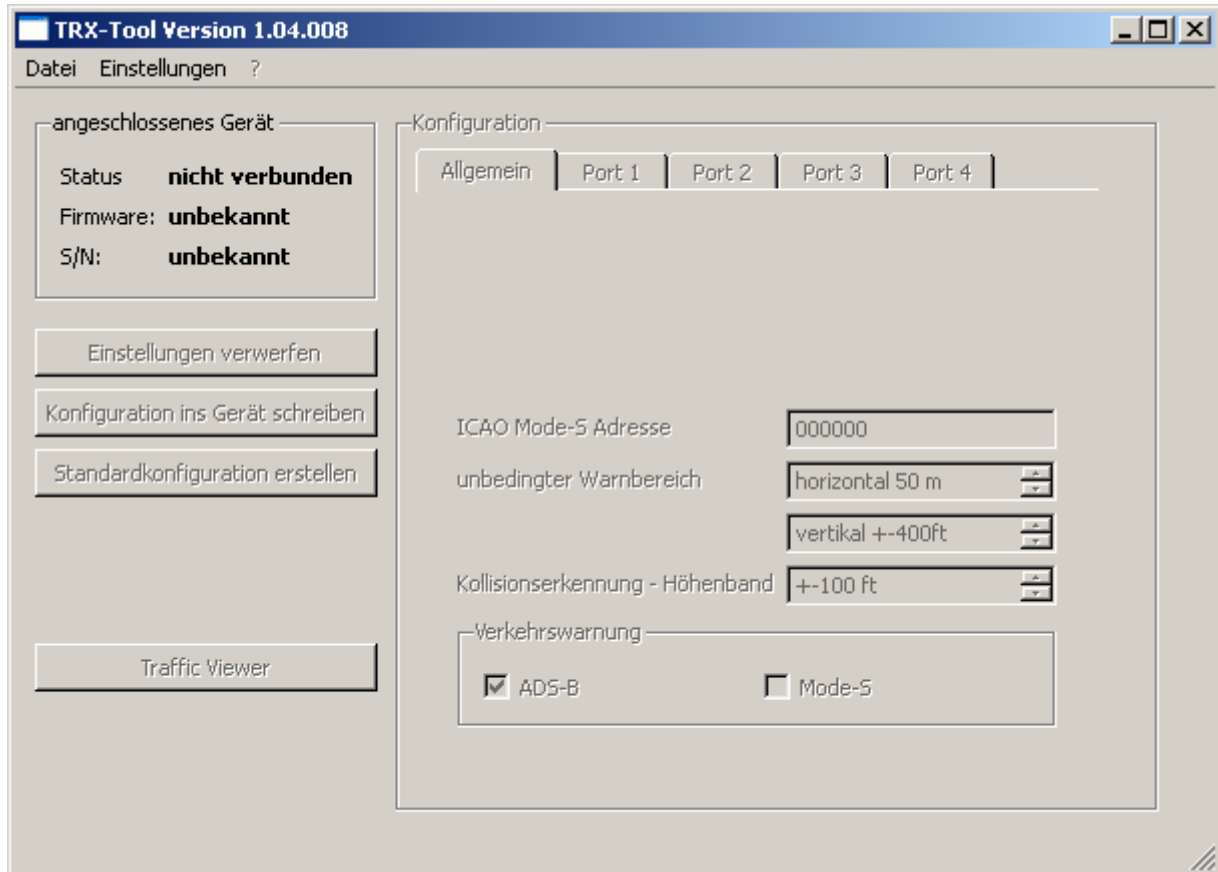 TRX-Tool Version 1.04.008
Datei Einstellungen ?
angeschlossenes Gerät
Status nicht verbunden
Firmware: unbekannt
S/N: unbekannt
Einstellungen verwerfen
Konfiguration ins Gerät schreiben
Standardkonfiguration erstellen
Traffic Viewer
Konfiguration
Allgemein Port 1 Port 2 Port 3 Port 4
ICAO Mode-S Adresse 000000
unbedingter Warnbereich horizontal 50 m
vertikal +-400ft
Kollisionserkennung - Höhenband +-100 ft
Verkehrswarnung
ADS-B Mode-S